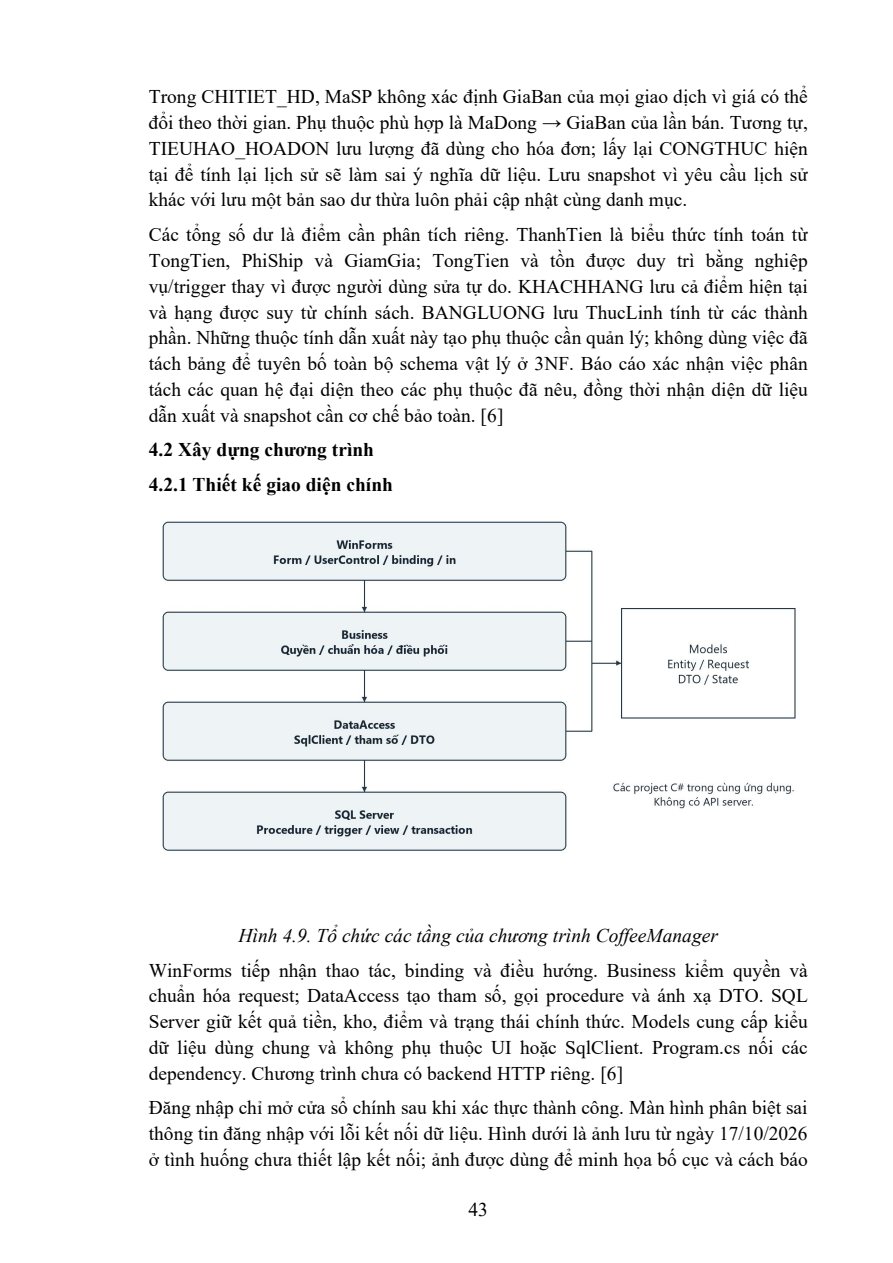 Trong CHITIET_HD, MaSP không xác định GiaBan của mọi giao dịch vì giá có thể
đổi theo thời gian. Phụ thuộc phù hợp là MaDong → GiaBan của lần bán. Tương tự,
TIEUHAO_HOADON lưu lượng đã dùng cho hóa đơn; lấy lại CONGTHUC hiện
tại để tính lại lịch sử sẽ làm sai ý nghĩa dữ liệu. Lưu snapshot vì yêu cầu lịch sử
khác với lưu một bản sao dư thừa luôn phải cập nhật cùng danh mục.
Các tổng số dư là điểm cần phân tích riêng. ThanhTien là biểu thức tính toán từ
TongTien, PhiShip và GiamGia; TongTien và tồn được duy trì bằng nghiệp
vụ/trigger thay vì được người dùng sửa tự do. KHACHHANG lưu cả điểm hiện tại
và hạng được suy từ chính sách. BANGLUONG lưu ThucLinh tính từ các thành
phần. Những thuộc tính dẫn xuất này tạo phụ thuộc cần quản lý; không dùng việc đã
tách bảng để tuyên bố toàn bộ schema vật lý ở 3NF. Báo cáo xác nhận việc phân
tách các quan hệ đại diện theo các phụ thuộc đã nêu, đồng thời nhận diện dữ liệu
dẫn xuất và snapshot cần cơ chế bảo toàn. [6]
4.2 Xây dựng chương trình
4.2.1 Thiết kế giao diện chính
WinForms
Form / UserControl / binding / in
Business
Quyền / chuẩn hóa / điều phối
DataAccess
SqlClient / tham số / DTO
SQL Server
Procedure / trigger / view / transaction
Models
Entity / Request
DTO / State
Các project C# trong cùng ứng dụng.
Không có API server.
Hình 4.9. Tổ chức các tầng của chương trình CoffeeManager
WinForms tiếp nhận thao tác, binding và điều hướng. Business kiểm quyền và
chuẩn hóa request; DataAccess tạo tham số, gọi procedure và ánh xạ DTO. SQL
Server giữ kết quả tiền, kho, điểm và trạng thái chính thức. Models cung cấp kiểu
dữ liệu dùng chung và không phụ thuộc UI hoặc SqlClient. Program.cs nối các
dependency. Chương trình chưa có backend HTTP riêng. [6]
Đăng nhập chỉ mở cửa sổ chính sau khi xác thực thành công. Màn hình phân biệt sai
thông tin đăng nhập với lỗi kết nối dữ liệu. Hình dưới là ảnh lưu từ ngày 17/10/2026
ở tình huống chưa thiết lập kết nối; ảnh được dùng để minh họa bố cục và cách báo
43